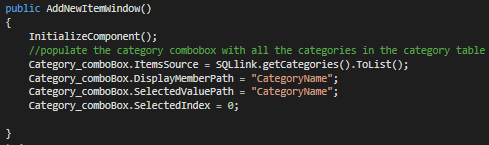 public AddNewItemWindow()
{
InitializeComponent();
//populate the category combobox with all the categories in the category table
Category_comboBox.ItemsSource = SQLlink.getCategories().ToList();
Category_comboBox.DisplayMemberPath = "CategoryName";
Category_comboBox.SelectedValuePath = "CategoryName";
Category_comboBox.SelectedIndex = 0;
}